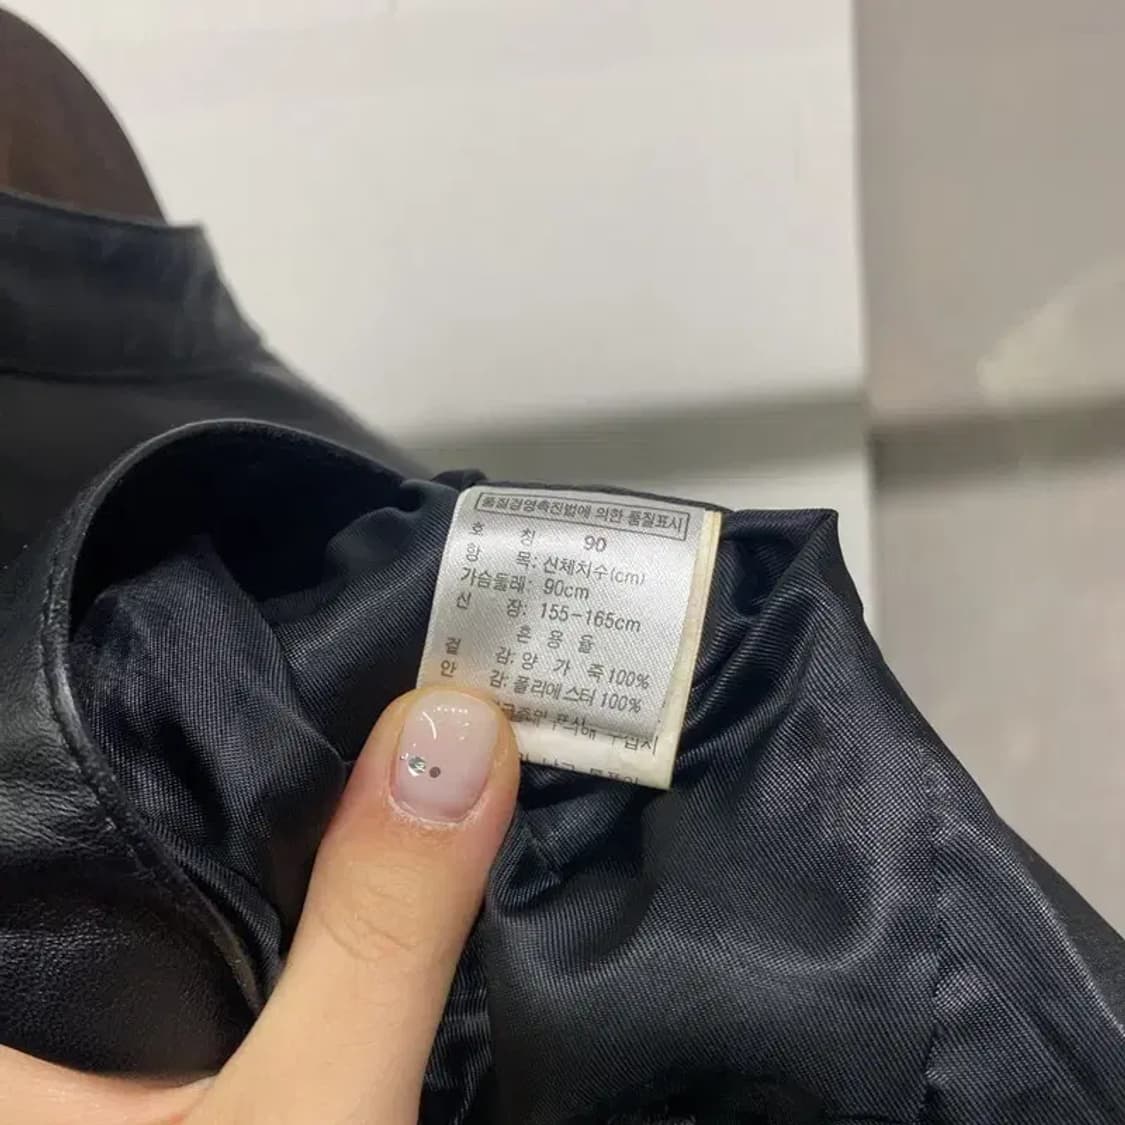 품질경영촉진법에 의한 품질표시
호 칭 90
항 목: 신체치수(cm)
가슴둘레: 90cm
신 장: 155-165cm
혼 용 율
겉 감: 양 가 죽 100%
안 감: 폴리에스터 100%